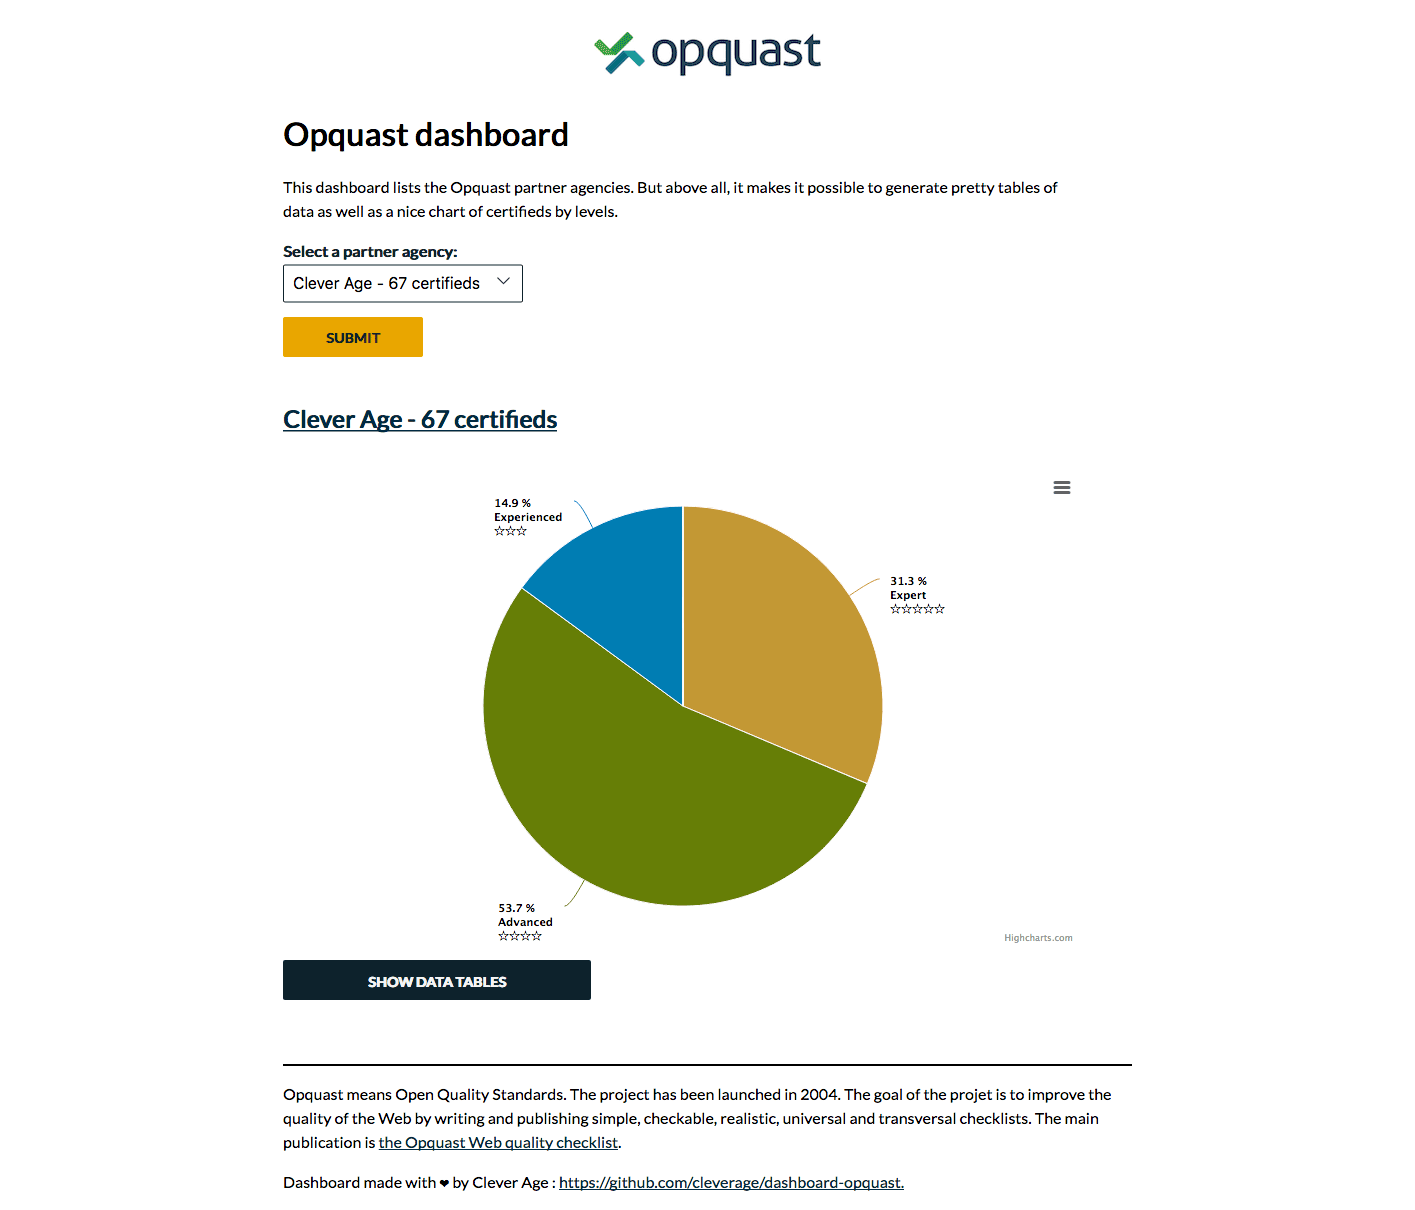 opquast
Opquast dashboard
This dashboard lists the Opquast partner agencies. But above all, it makes it possible to generate pretty tables of
data as well as a nice chart of certifieds by levels.
Select a partner agency:
Clever Age - 67 certifieds
SUBMIT
Clever Age - 67 certifieds
14.9 %
Experienced
☆☆☆
31.3 %
Expert
☆☆☆☆☆
53.7 %
Advanced
☆☆☆☆
Highcharts.com
SHOW DATA TABLES
Opquast means Open Quality Standards. The project has been launched in 2004. The goal of the projet is to improve the
quality of the Web by writing and publishing simple, checkable, realistic, universal and transversal checklists. The main
publication is the Opquast Web quality checklist.
Dashboard made with ❤ by Clever Age : https://github.com/cleverage/dashboard-opquast.